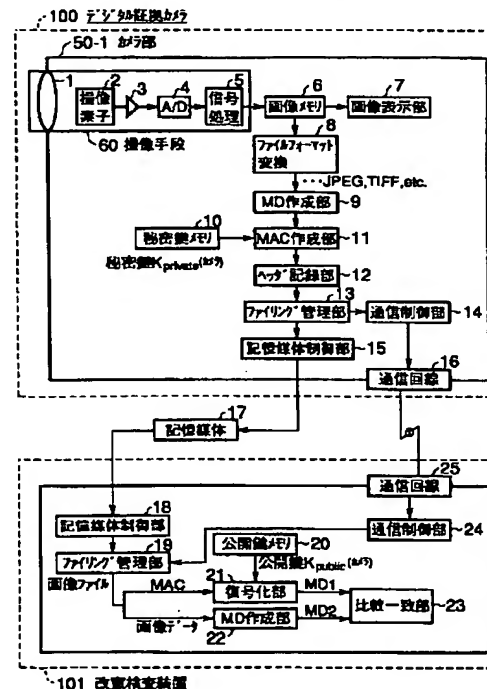 100 デジタル証拠カメラ
50-1 カメラ部
1
2
3
4
5
6
7
撮像素子
A/D
信号処理
画像メモリ
画像表示部
60 撮像手段
8
ファイルフォーマット変換
…JPEG,TIFF,etc.
MD作成部
9
10
秘密鍵メモリ
MAC作成部
11
秘密鍵Kprivate(カメラ)
ヘッダ記録部
12
ファイリング管理部
13
通信制御部
14
記憶媒体制御部
15
通信回線
16
記憶媒体
17
通信回線
25
記憶媒体制御部
18
通信制御部
24
ファイリング管理部
19
公開鍵メモリ
20
公開鍵Kpublic(カメラ)
画像ファイル
MAC
21
復号化部
MD1
比較一致部
23
画像データ
22
MD作成部
MD2
101 改竄検査装置